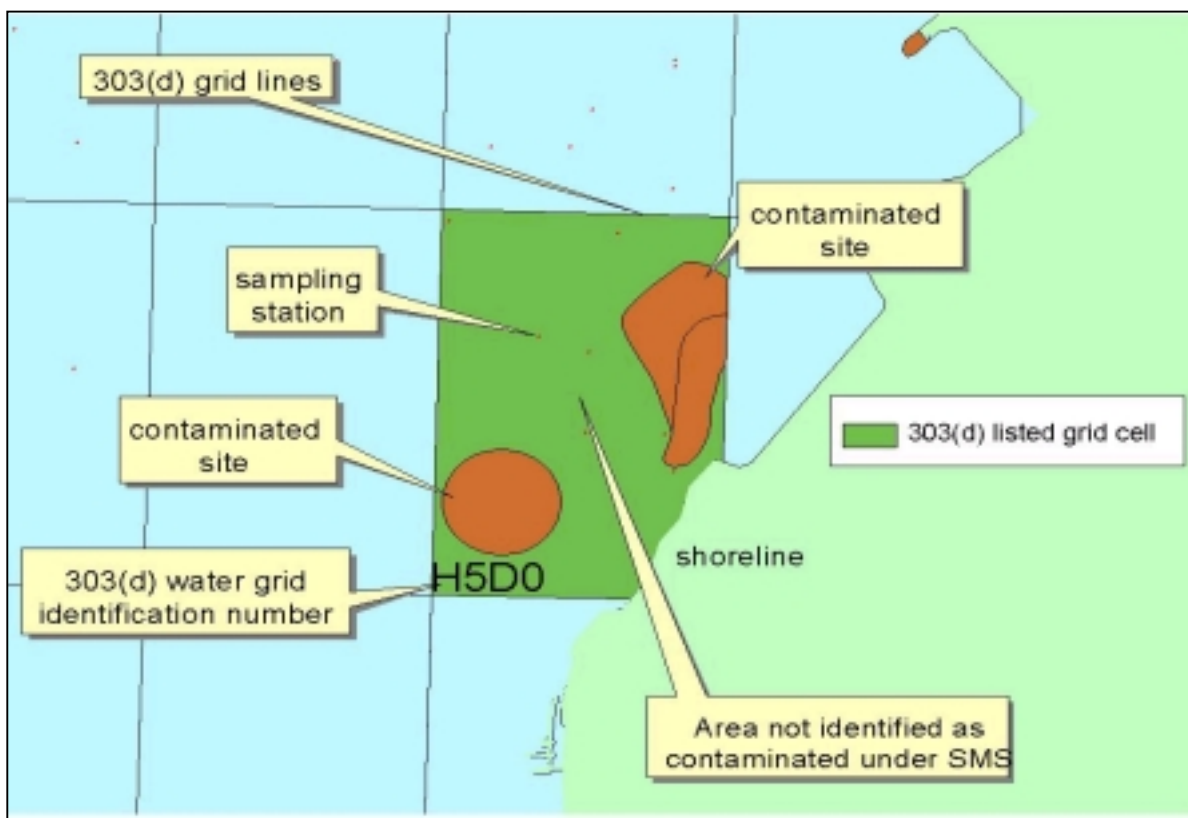 303(d) grid lines
contaminated
site
sampling
station
contaminated
site
303(d) listed grid cell
shoreline
H5D0
303(d) water grid
identification number
Area not identified as
contaminated under SMS